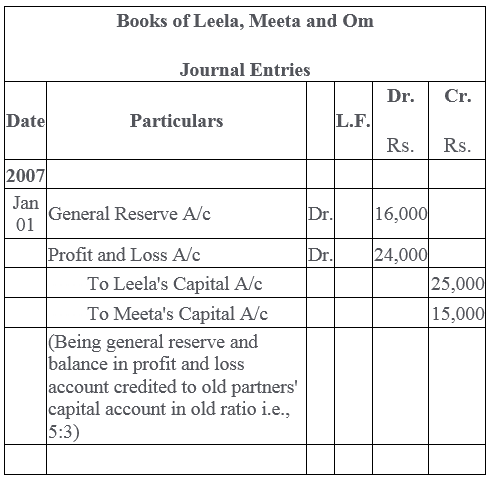 Books of Leela, Meeta and Om
Journal Entries
Date Particulars L.F. Dr. Rs. Cr. Rs.
2007
Jan 01 General Reserve A/c Dr. 16,000
Profit and Loss A/c Dr. 24,000
To Leela's Capital A/c 25,000
To Meeta's Capital A/c 15,000
(Being general reserve and
balance in profit and loss
account credited to old partners'
capital account in old ratio i.e.,
5:3)